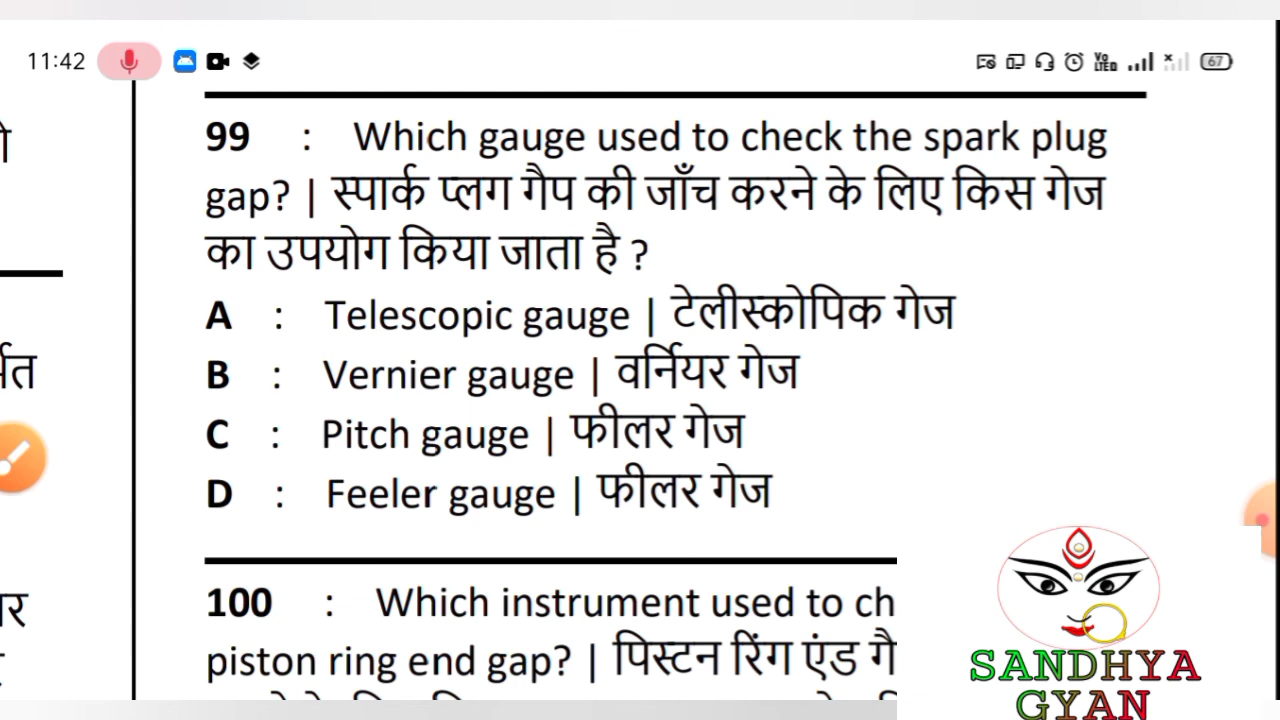 11:42
67
99 : Which gauge used to check the spark plug
gap? | स्पार्क प्लग गैप की जाँच करने के लिए किस गेज
का उपयोग किया जाता है ?
A : Telescopic gauge | टेलीस्कोपिक गेज
B : Vernier gauge | वर्नियर गेज
C : Pitch gauge | फीलर गेज
D : Feeler gauge | फीलर गेज
100 : Which instrument used to ch
piston ring end gap? | पिस्टन रिंग एंड गै
SANDHYA
GYAN